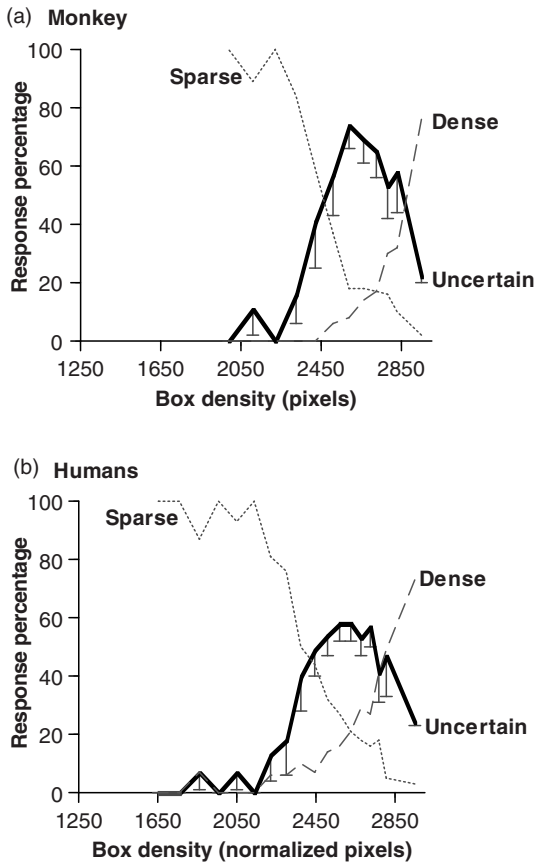 (a) Monkey
100
Sparse
80
Dense
60
40
Uncertain
20
0
1250 1650 2050 2450 2850
Response percentage
Box density (pixels)
(b) Humans
100
Sparse
80
Dense
60
40
Uncertain
20
0
1250 1650 2050 2450 2850
Response percentage
Box density (normalized pixels)